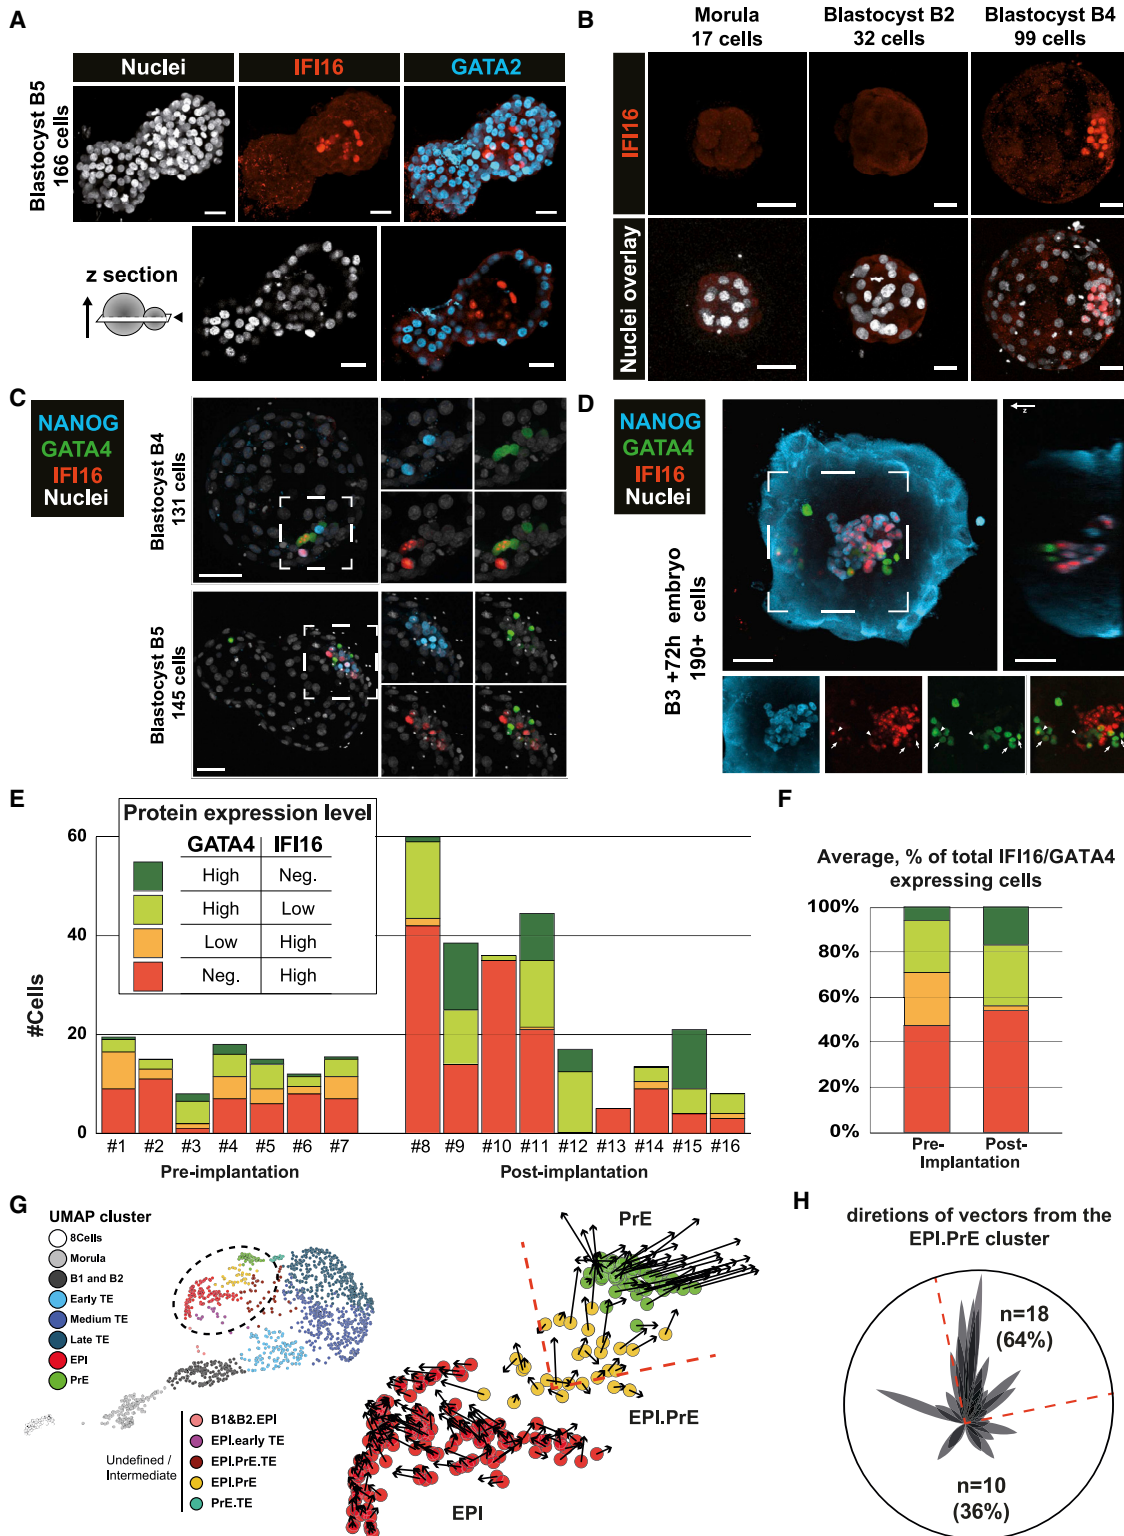 A
Nuclei
IFI16
GATA2
Blastocyst B5
166 cells
z section
B
Morula
17 cells
Blastocyst B2
32 cells
Blastocyst B4
99 cells
IFI16
Nuclei overlay
C
NANOG
GATA4
IFI16
Nuclei
Blastocyst B4
131 cells
Blastocyst B5
145 cells
D
NANOG
GATA4
IFI16
Nuclei
B3 +72h embryo
190+ cells
z
E
Protein expression level
GATA4 IFI16
High Neg.
High Low
Low High
Neg. High
#Cells
60
40
20
0
#1 #2 #3 #4 #5 #6 #7 #8 #9 #10 #11 #12 #13 #14 #15 #16
Pre-implantation Post-implantation
F
Average, % of total IFI16/GATA4
expressing cells
100%
80%
60%
40%
20%
0%
Pre- Post-
Implantation
G
UMAP cluster
8Cells
Morula
B1 and B2
Early TE
Medium TE
Late TE
EPI
PrE
Undefined /
Intermediate
B1&B2.EPI
EPI.early TE
EPI.PrE.TE
EPI.PrE
PrE.TE
PrE
EPI.PrE
EPI
H
diretions of vectors from the
EPI.PrE cluster
n=18
(64%)
n=10
(36%)